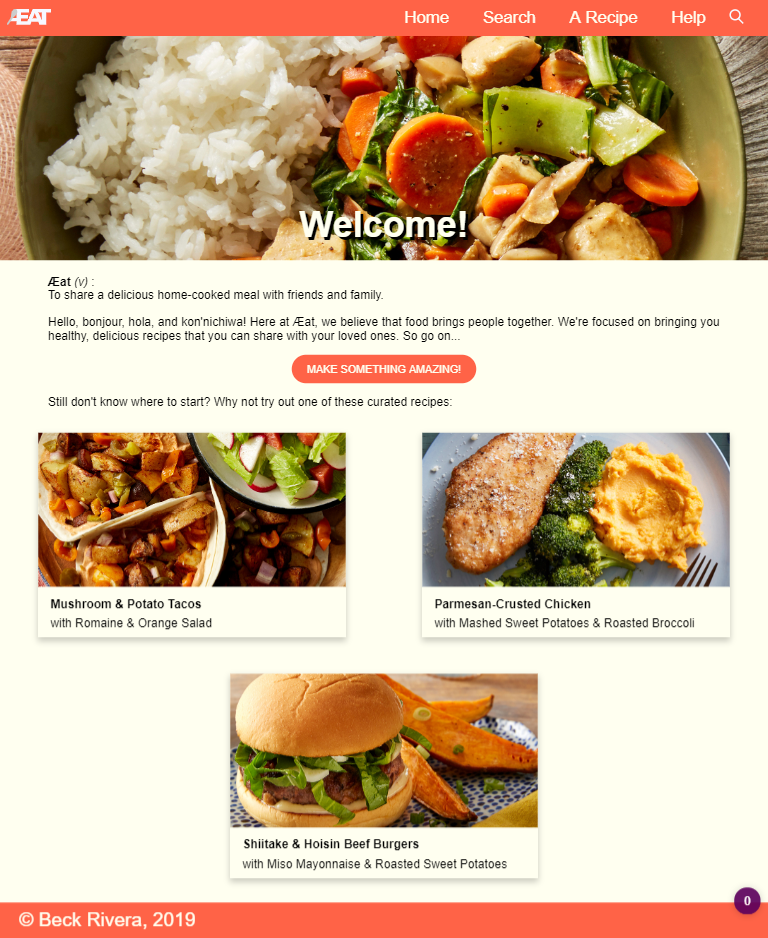 ÆAT
Home Search A Recipe Help
Welcome!
Æat (v) :
To share a delicious home-cooked meal with friends and family.
Hello, bonjour, hola, and kon'nichiwa! Here at Æat, we believe that food brings people together. We're focused on bringing you
healthy, delicious recipes that you can share with your loved ones. So go on...
MAKE SOMETHING AMAZING!
Still don't know where to start? Why not try out one of these curated recipes:
Mushroom & Potato Tacos
with Romaine & Orange Salad
Parmesan-Crusted Chicken
with Mashed Sweet Potatoes & Roasted Broccoli
Shiitake & Hoisin Beef Burgers
with Miso Mayonnaise & Roasted Sweet Potatoes
0
© Beck Rivera, 2019